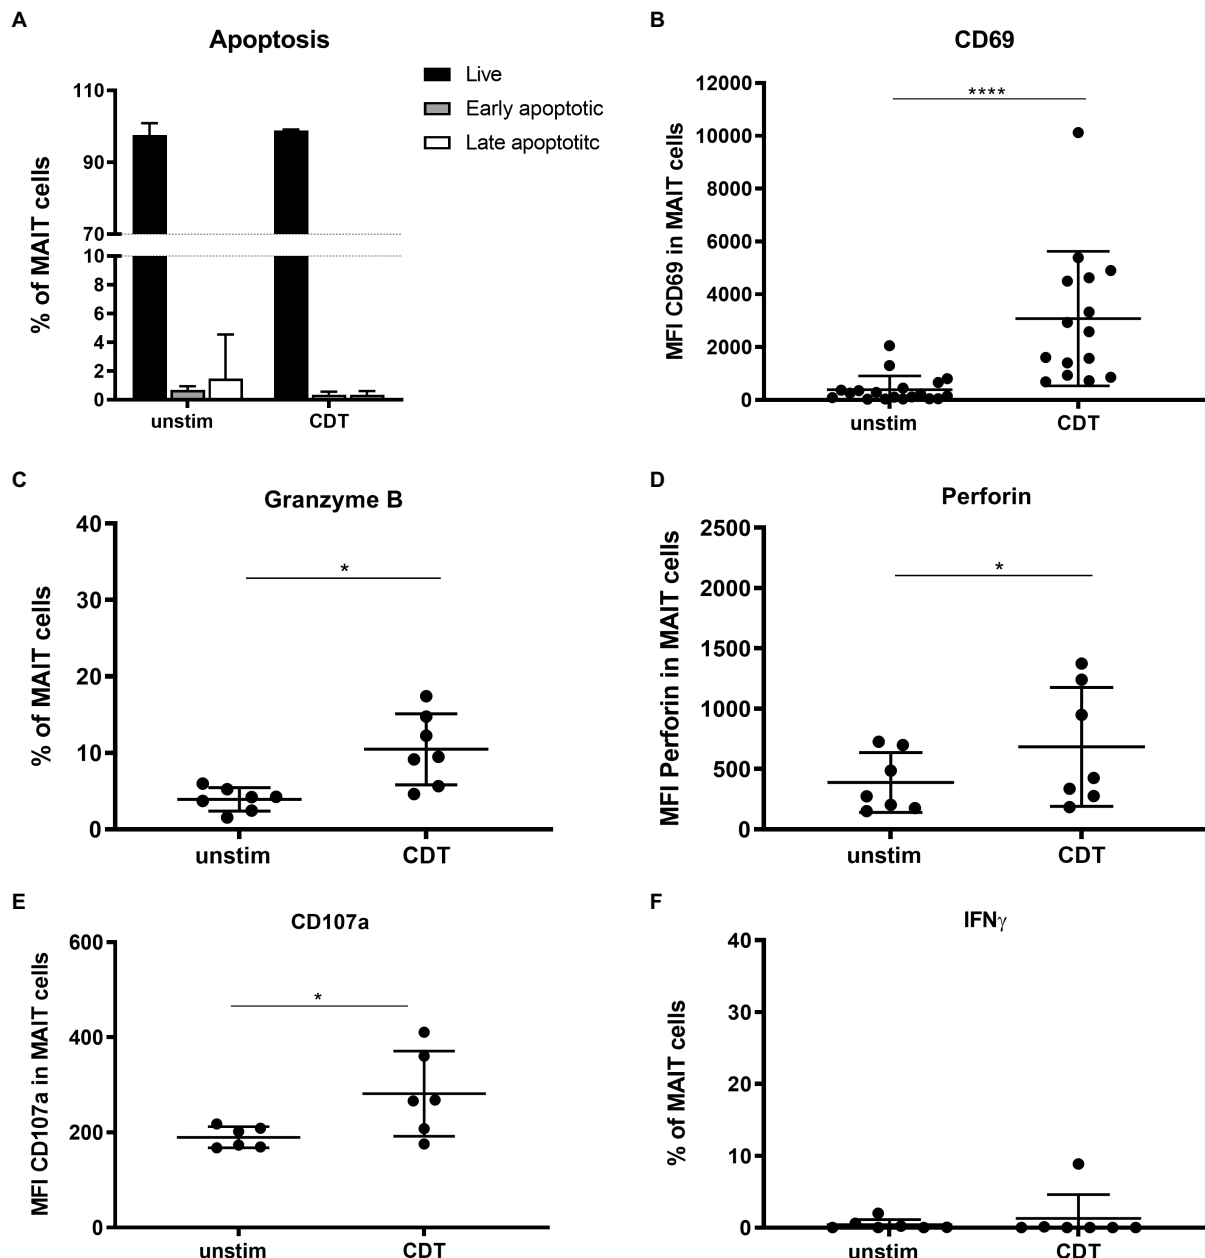 A
Apoptosis
Live
Early apoptotic
Late apoptotitc
% of MAIT cells
110
90
70
10
8
6
4
2
0
unstim
CDT
B
CD69
MFI CD69 in MAIT cells
12000
10000
8000
6000
4000
2000
0
****
unstim
CDT
C
Granzyme B
% of MAIT cells
40
30
20
10
0
*
unstim
CDT
D
Perforin
MFI Perforin in MAIT cells
2500
2000
1500
1000
500
0
*
unstim
CDT
E
CD107a
MFI CD107a in MAIT cells
600
400
200
0
*
unstim
CDT
F
IFNγ
% of MAIT cells
40
30
20
10
0
unstim
CDT